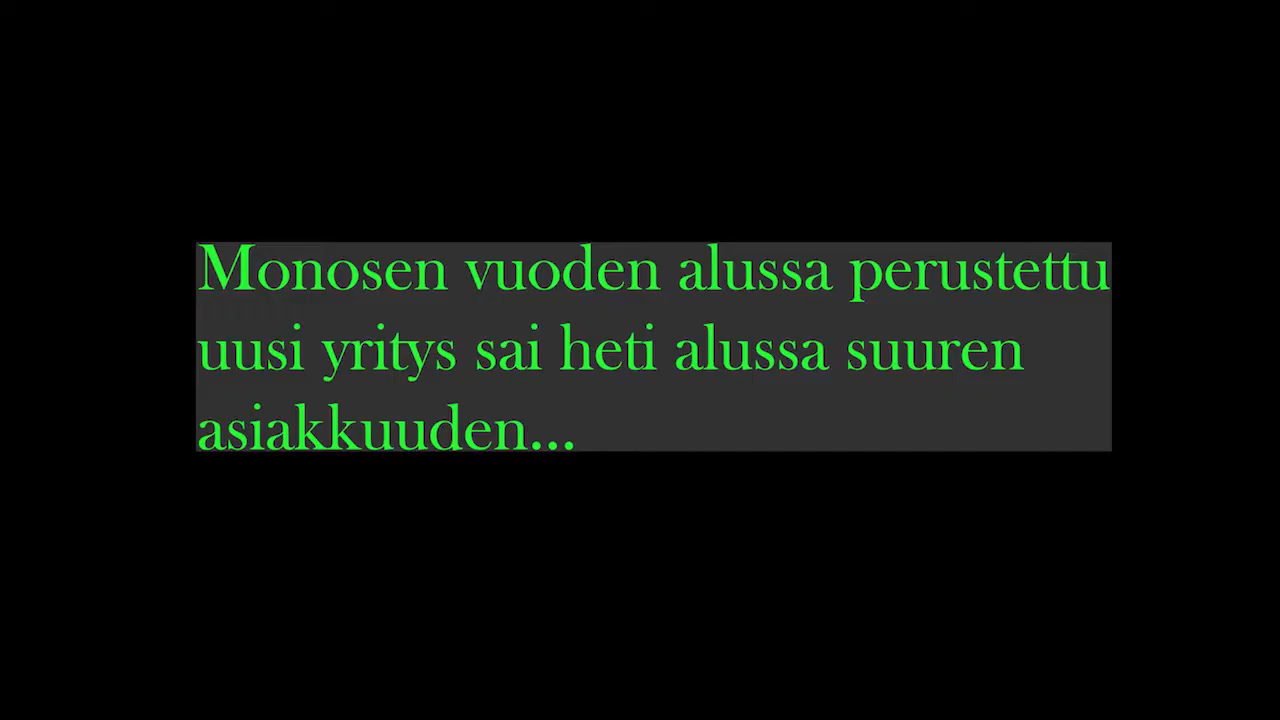 Monosen vuoden alussa perustettu
uusi yritys sai heti alussa suuren
asiakkuuden...